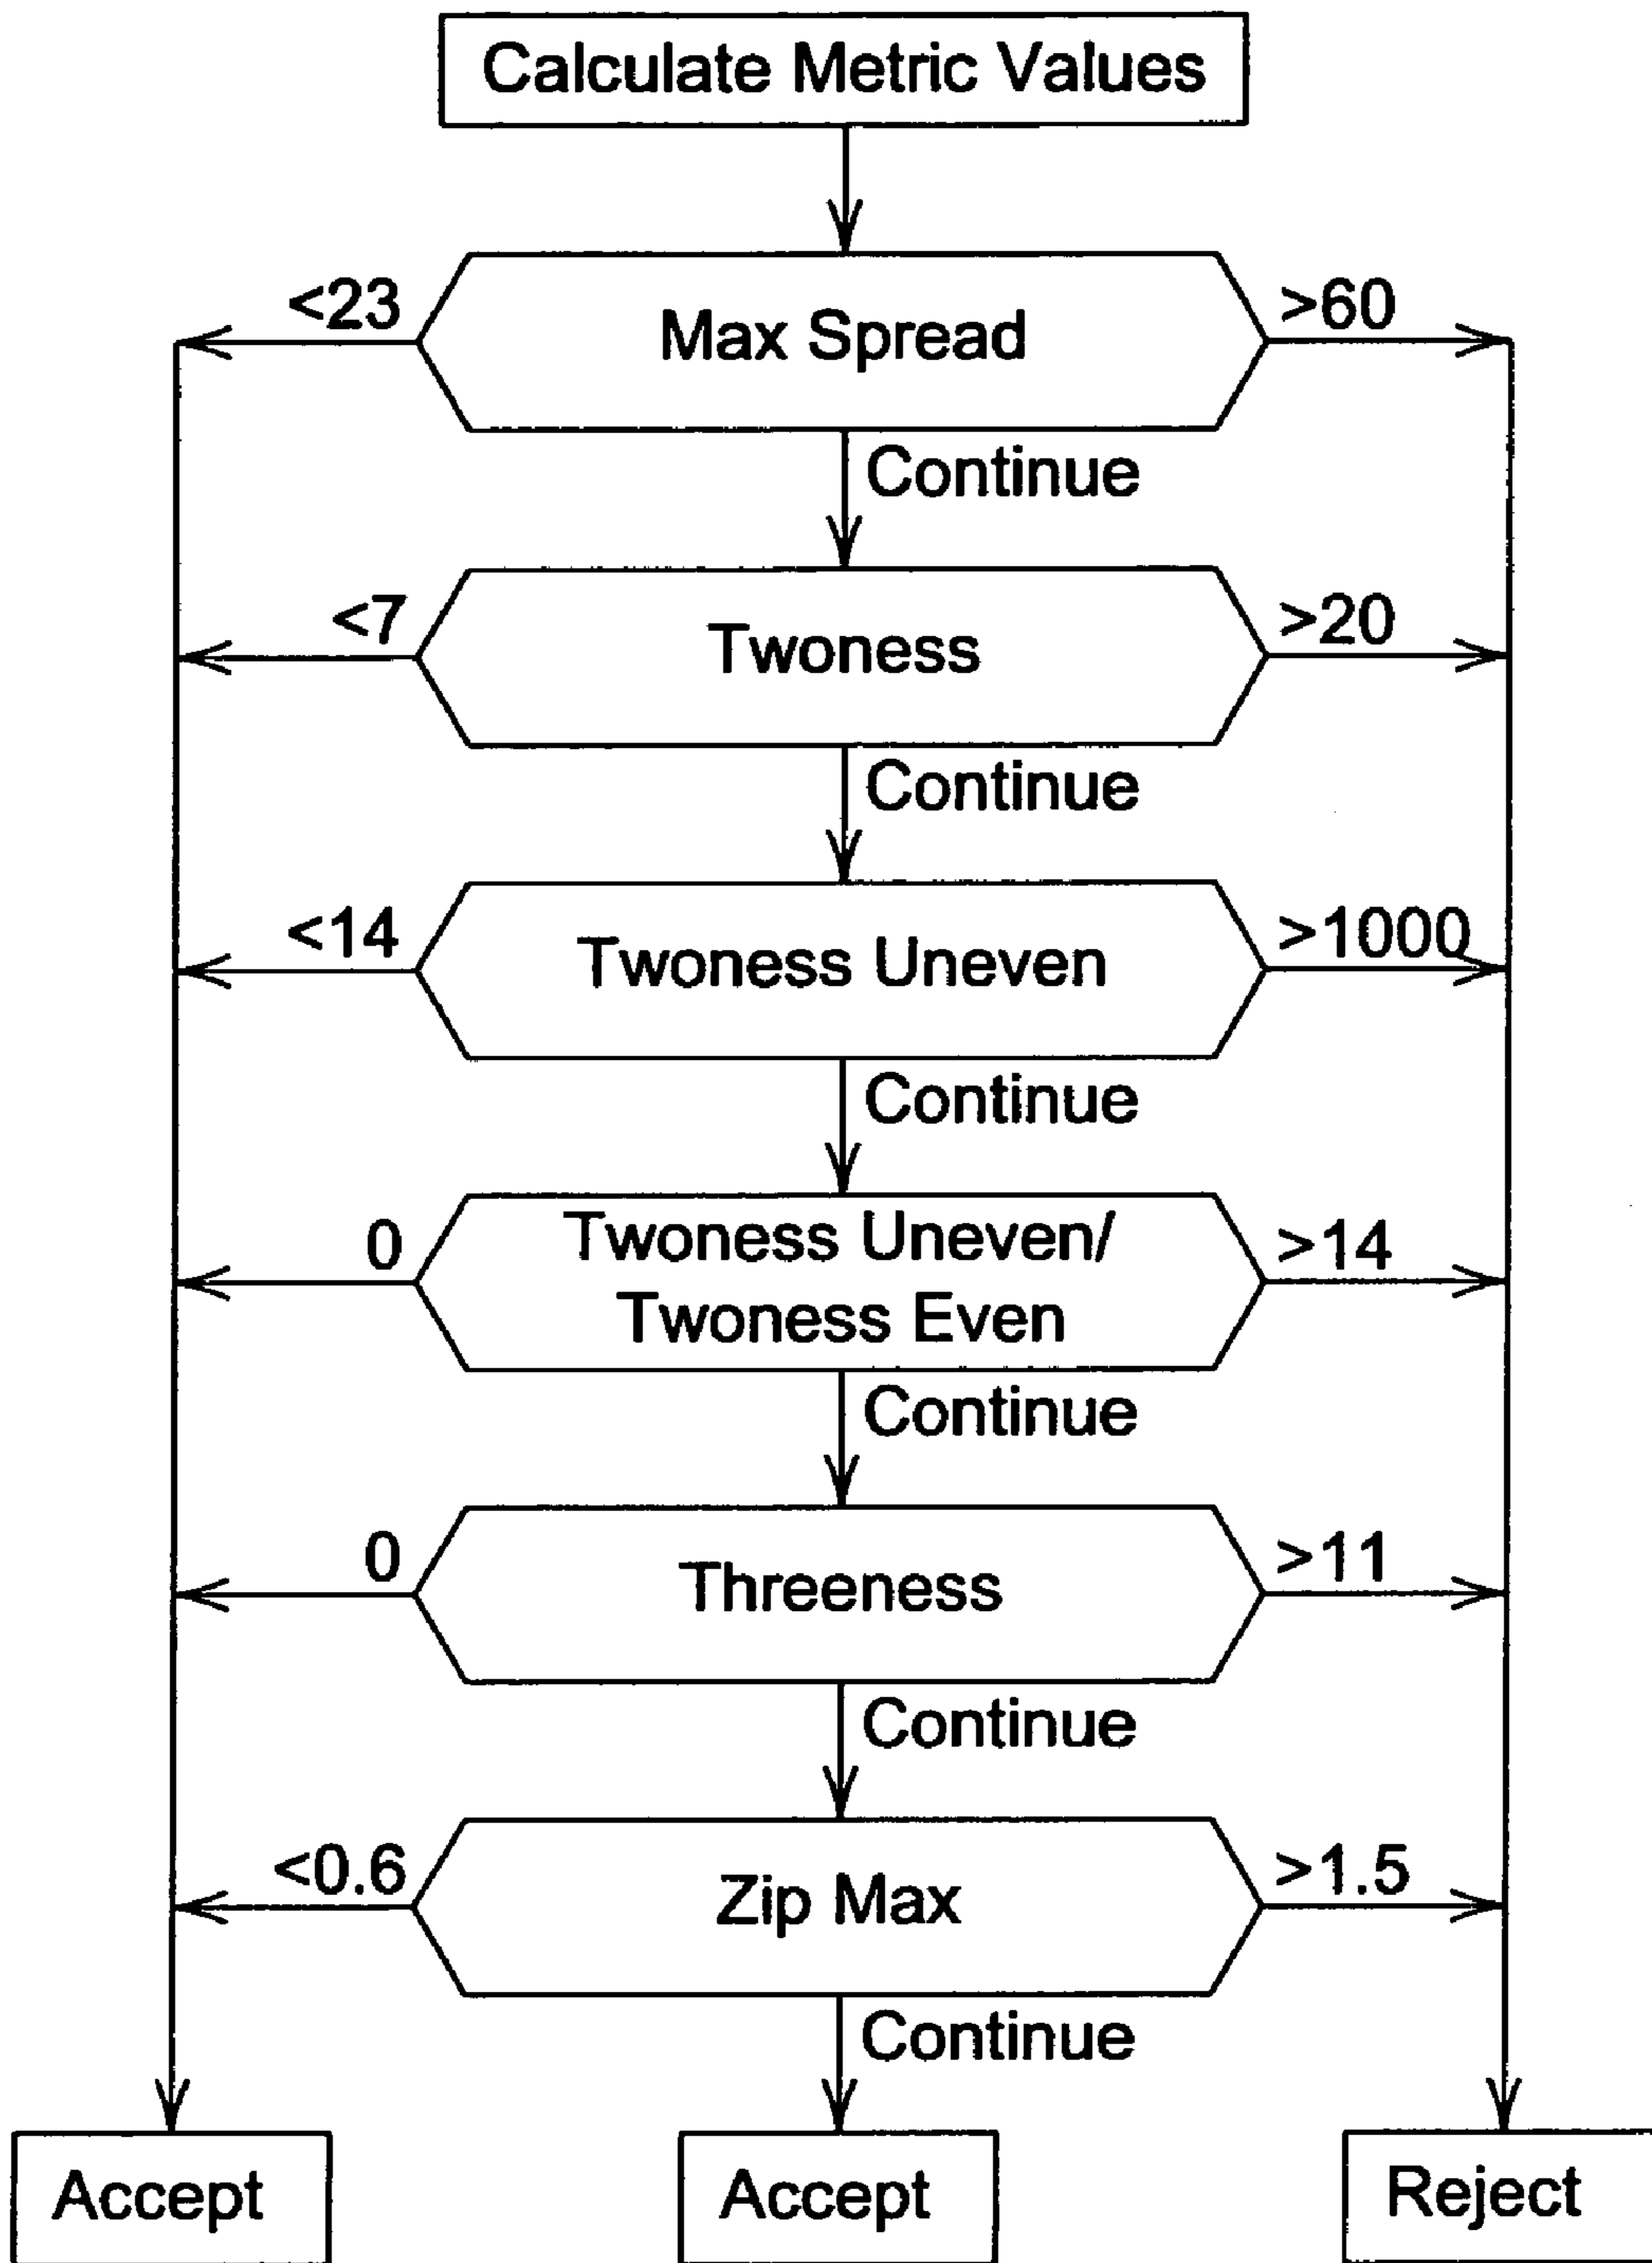 Calculate Metric Values
<23
>60
Max Spread
Continue
<7
>20
Twoness
Continue
<14
>1000
Twoness Uneven
Continue
0
Twoness Uneven/
>14
Twoness Even
Continue
0
>11
Threeness
Continue
<0.6
>1.5
Zip Max
Continue
Accept
Accept
Reject